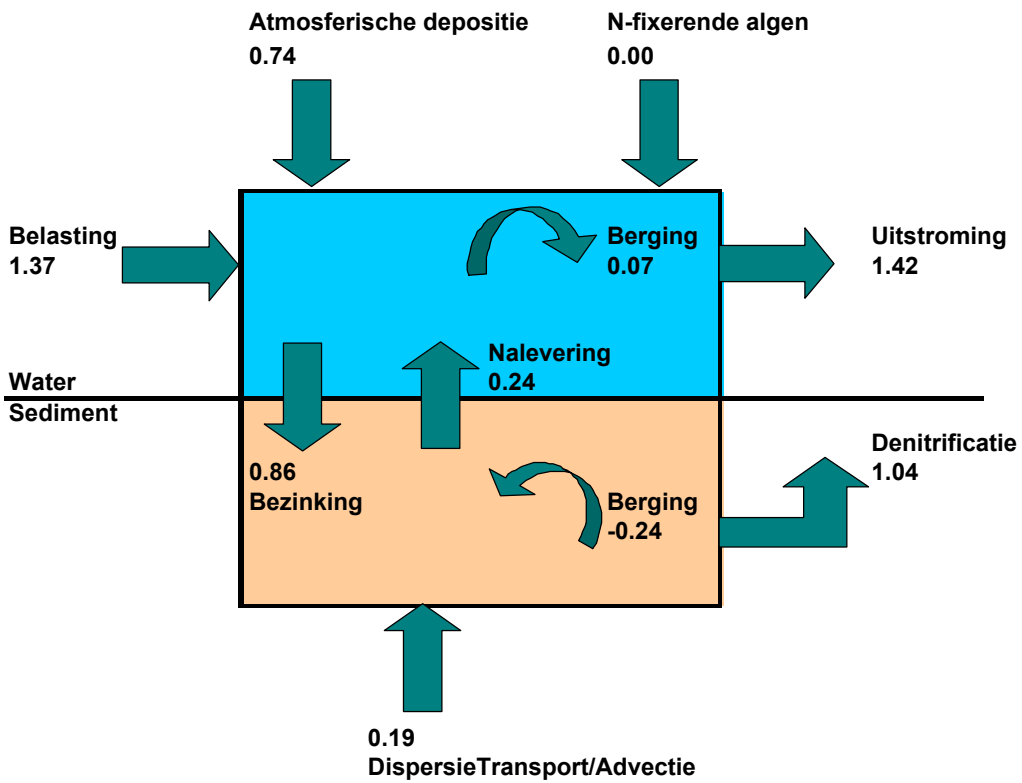 Atmosferische depositie
0.74
N-fixerende algen
0.00
Belasting
1.37
Berging
0.07
Uitstroming
1.42
Nalevering
0.24
Water
Sediment
0.86
Bezinking
Berging
-0.24
Denitrificatie
1.04
0.19
DispersieTransport/Advectie